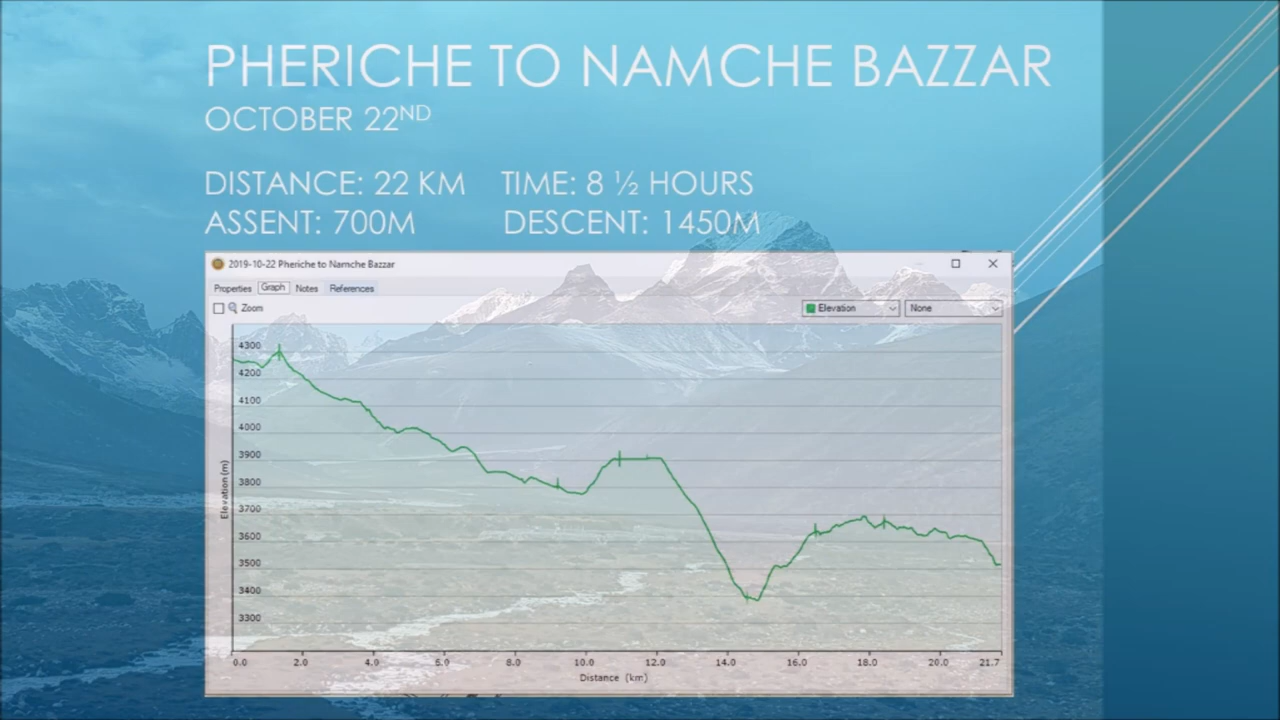 PHERICHE TO NAMCHE BAZZAR
OCTOBER 22ND
DISTANCE: 22 KM TIME: 8 ½ HOURS
ASSENT: 700M DESCENT: 1450M
2019-10-22 Pheriche to Namche Bazzar
Properties Graph Notes References
Zoom Elevation None
4300
4200
4100
4000
3900
3800
3700
3600
3500
3400
3300
Elevation (m)
0.0 2.0 4.0 6.0 8.0 10.0 12.0 14.0 16.0 18.0 20.0 21.7
Distance (km)